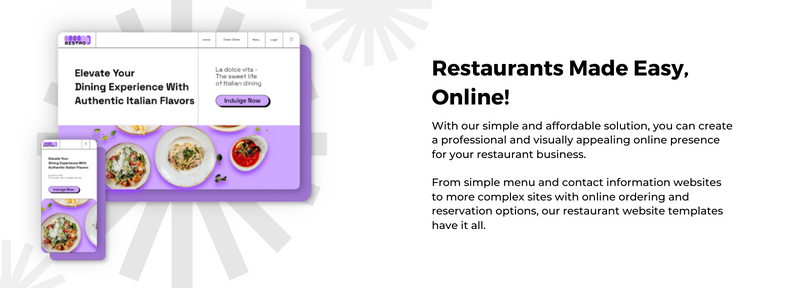 BISTRO
Home Order Online Menu Login
Elevate Your
Dining Experience With
Authentic Italian Flavors
La dolce vita -
The sweet life
of Italian dining
Indulge Now
Elevate Your
Dining Experience With
Authentic Italian Flavors
Indulge Now
Restaurants Made Easy,
Online!
With our simple and affordable solution, you can create
a professional and visually appealing online presence
for your restaurant business.
From simple menu and contact information websites
to more complex sites with online ordering and
reservation options, our restaurant website templates
have it all.